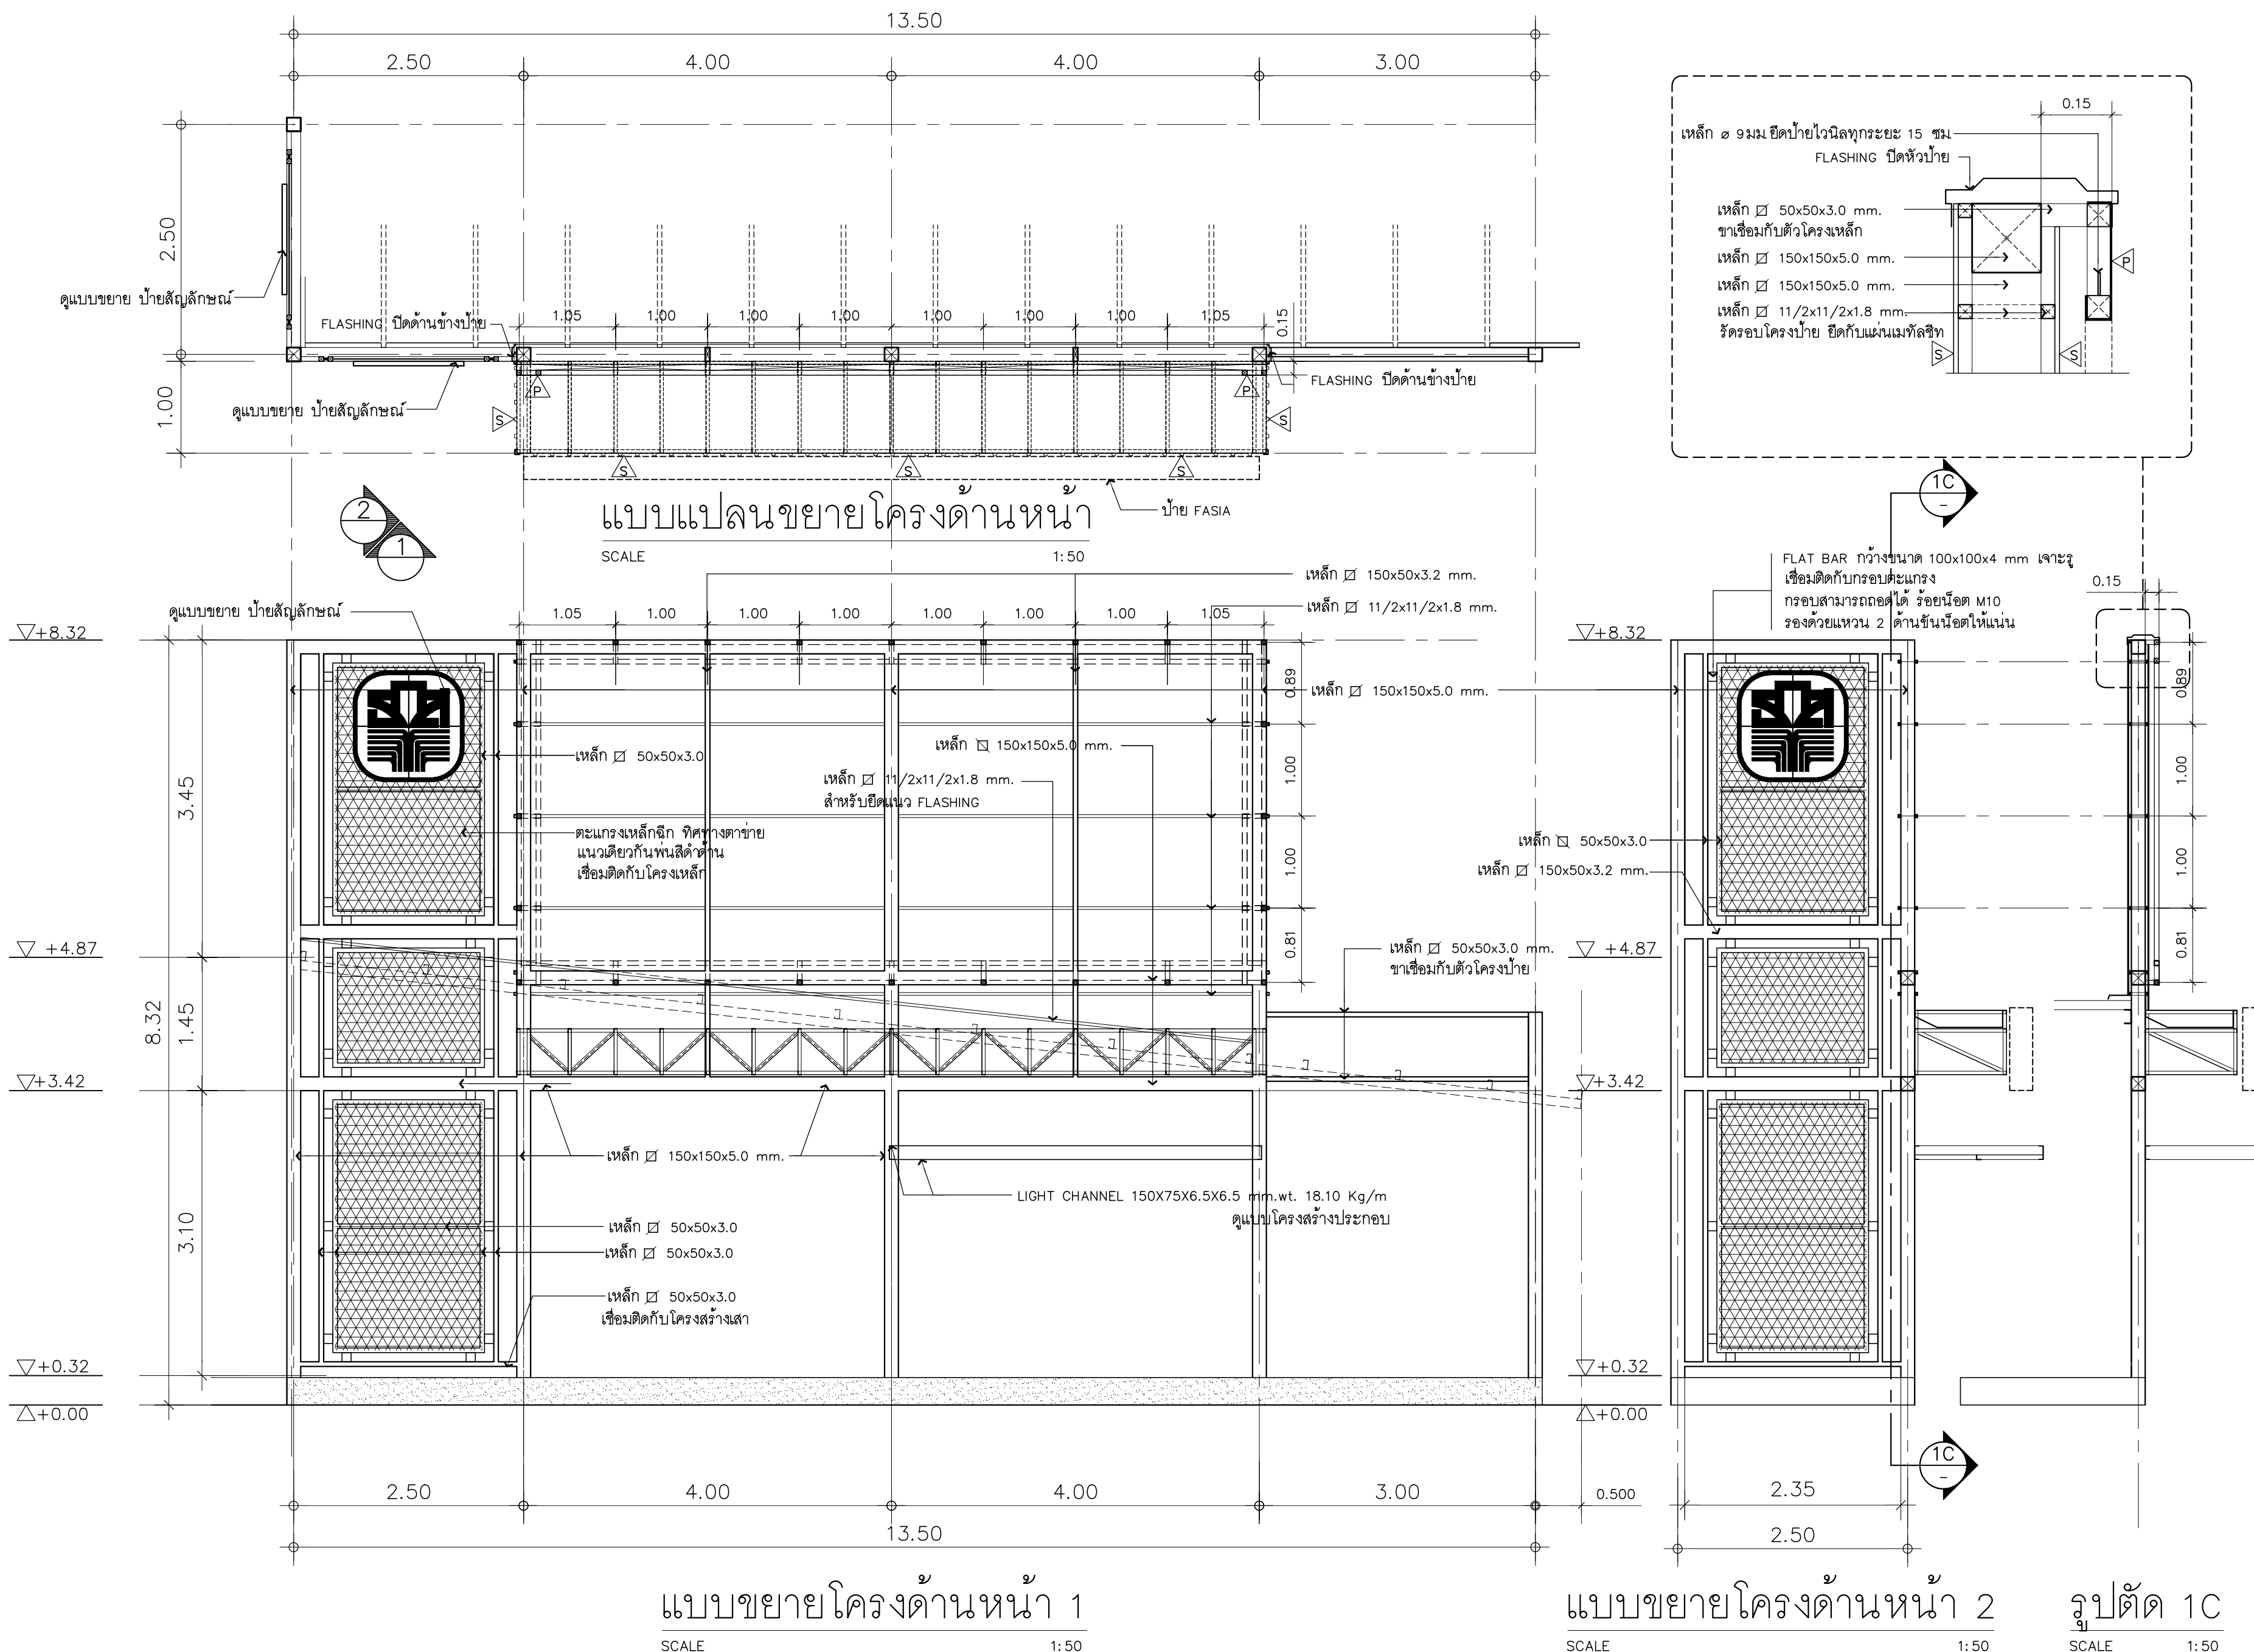 13.50
2.50
4.00
4.00
3.00
2.50
1.00
ดูแบบขยาย ป้ายสัญลักษณ์
FLASHING ปิดด้านข้างป้าย
1.05
1.00
1.00
1.00
1.00
1.00
1.00
1.05
0.15
ดูแบบขยาย ป้ายสัญลักษณ์
FLASHING ปิดด้านข้างป้าย
P
P
S
S
S
S
S
ป้าย FASIA
แบบแปลนขยายโครงด้านหน้า
SCALE 1:50
2
1
0.15
เหล็ก ø 9มม.ยึดป้ายไวนิลทุกระยะ 15 ซม
FLASHING ปิดหัวป้าย
เหล็ก 50x50x3.0 mm.
ขาเชื่อมกับตัวโครงเหล็ก
เหล็ก 150x150x5.0 mm.
เหล็ก 150x150x5.0 mm.
เหล็ก 11/2x11/2x1.8 mm.
รัดรอบโครงป้าย ยึดกับแผ่นเมทัลชีท
P
S
S
1C
–
ดูแบบขยาย ป้ายสัญลักษณ์
1.05
1.00
1.00
1.00
1.00
1.00
1.00
1.05
เหล็ก 150x50x3.2 mm.
เหล็ก 11/2x11/2x1.8 mm.
+8.32
+4.87
+3.42
+0.32
+0.00
8.32
3.45
1.45
3.10
0.89
1.00
1.00
0.81
เหล็ก 150x150x5.0 mm.
เหล็ก 50x50x3.0
เหล็ก 150x150x5.0 mm.
เหล็ก 11/2x11/2x1.8 mm.
สำหรับยึดแนว FLASHING
ตะแกรงเหล็กฉีก ทิศทางตาข่าย
แนวเดียวกันพ่นสีดำด้าน
เชื่อมติดกับโครงเหล็ก
เหล็ก 50x50x3.0 mm.
ขาเชื่อมกับตัวโครงป้าย
เหล็ก 150x150x5.0 mm.
LIGHT CHANNEL 150X75X6.5X6.5 mm.wt. 18.10 Kg/m
ดูแบบโครงสร้างประกอบ
เหล็ก 50x50x3.0
เหล็ก 50x50x3.0
เหล็ก 50x50x3.0
เชื่อมติดกับโครงสร้างเสา
2.50
4.00
4.00
3.00
0.500
13.50
แบบขยายโครงด้านหน้า 1
SCALE 1:50
FLAT BAR กว้างขนาด 100x100x4 mm เจาะรู
เชื่อมติดกับกรอบตะแกรง
กรอบสามารถถอดได้ ร้อยน็อต M10
รองด้วยแหวน 2 ด้านขันน็อตให้แน่น
+8.32
+4.87
+3.42
+0.32
+0.00
เหล็ก 50x50x3.0
เหล็ก 150x50x3.2 mm.
0.15
0.89
1.00
1.00
0.81
1C
–
2.35
2.50
แบบขยายโครงด้านหน้า 2
SCALE 1:50
รูปตัด 1C
SCALE 1:50